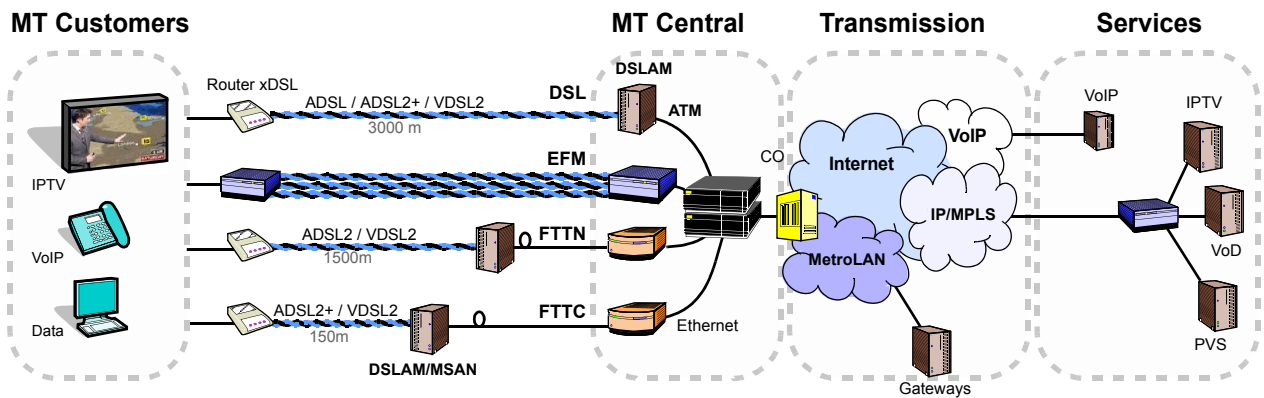 MT Customers
MT Central
Transmission
Services
IPTV
VoIP
Data
Router xDSL
ADSL / ADSL2+ / VDSL2
3000 m
DSL
DSLAM
ATM
EFM
ADSL2 / VDSL2
1500m
FTTN
ADSL2+ / VDSL2
150m
FTTC
DSLAM/MSAN
Ethernet
CO
Internet
VoIP
IP/MPLS
MetroLAN
Gateways
VoIP
IPTV
VoD
PVS